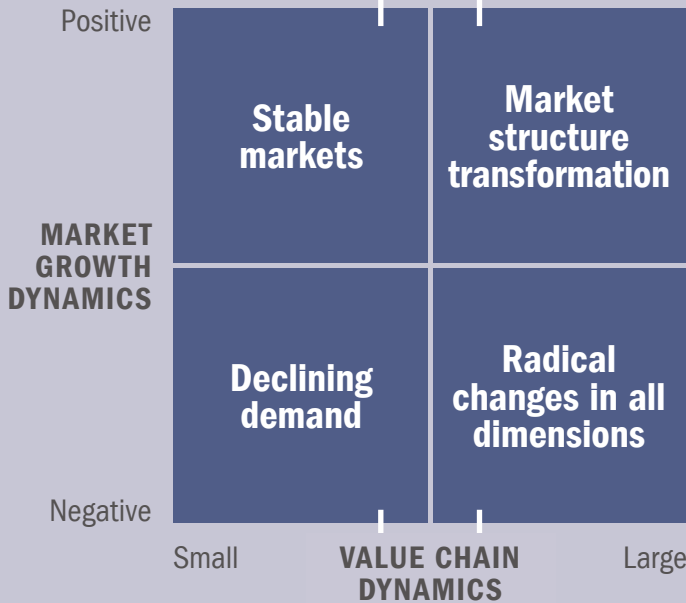 Positive
Stable
markets
Market
structure
transformation
MARKET
GROWTH
DYNAMICS
Declining
demand
Radical
changes in all
dimensions
Negative
Small
VALUE CHAIN
DYNAMICS
Large